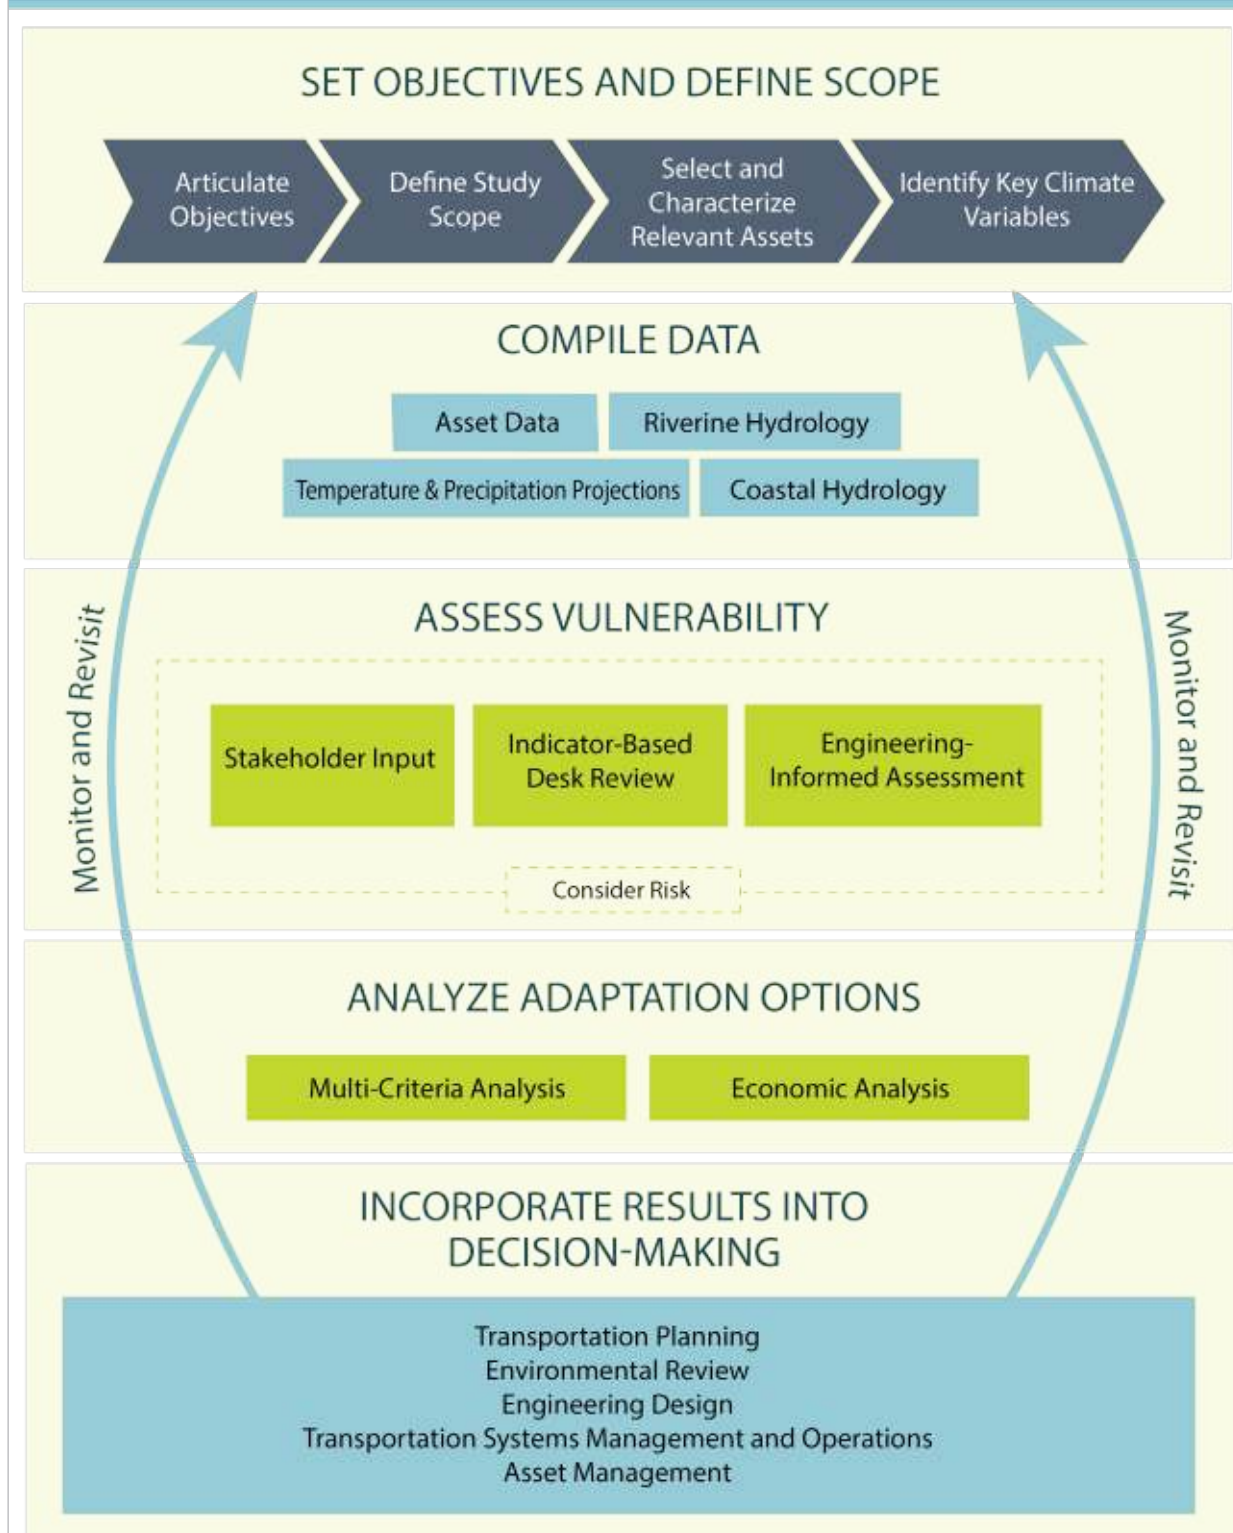 SET OBJECTIVES AND DEFINE SCOPE
Articulate
Objectives
Define Study
Scope
Select and
Characterize
Relevant Assets
Identify Key Climate
Variables
COMPILE DATA
Asset Data
Riverine Hydrology
Temperature & Precipitation Projections
Coastal Hydrology
Monitor and Revisit
ASSESS VULNERABILITY
Stakeholder Input
Indicator-Based
Desk Review
Engineering-
Informed Assessment
Consider Risk
Monitor and Revisit
ANALYZE ADAPTATION OPTIONS
Multi-Criteria Analysis
Economic Analysis
INCORPORATE RESULTS INTO
DECISION-MAKING
Transportation Planning
Environmental Review
Engineering Design
Transportation Systems Management and Operations
Asset Management